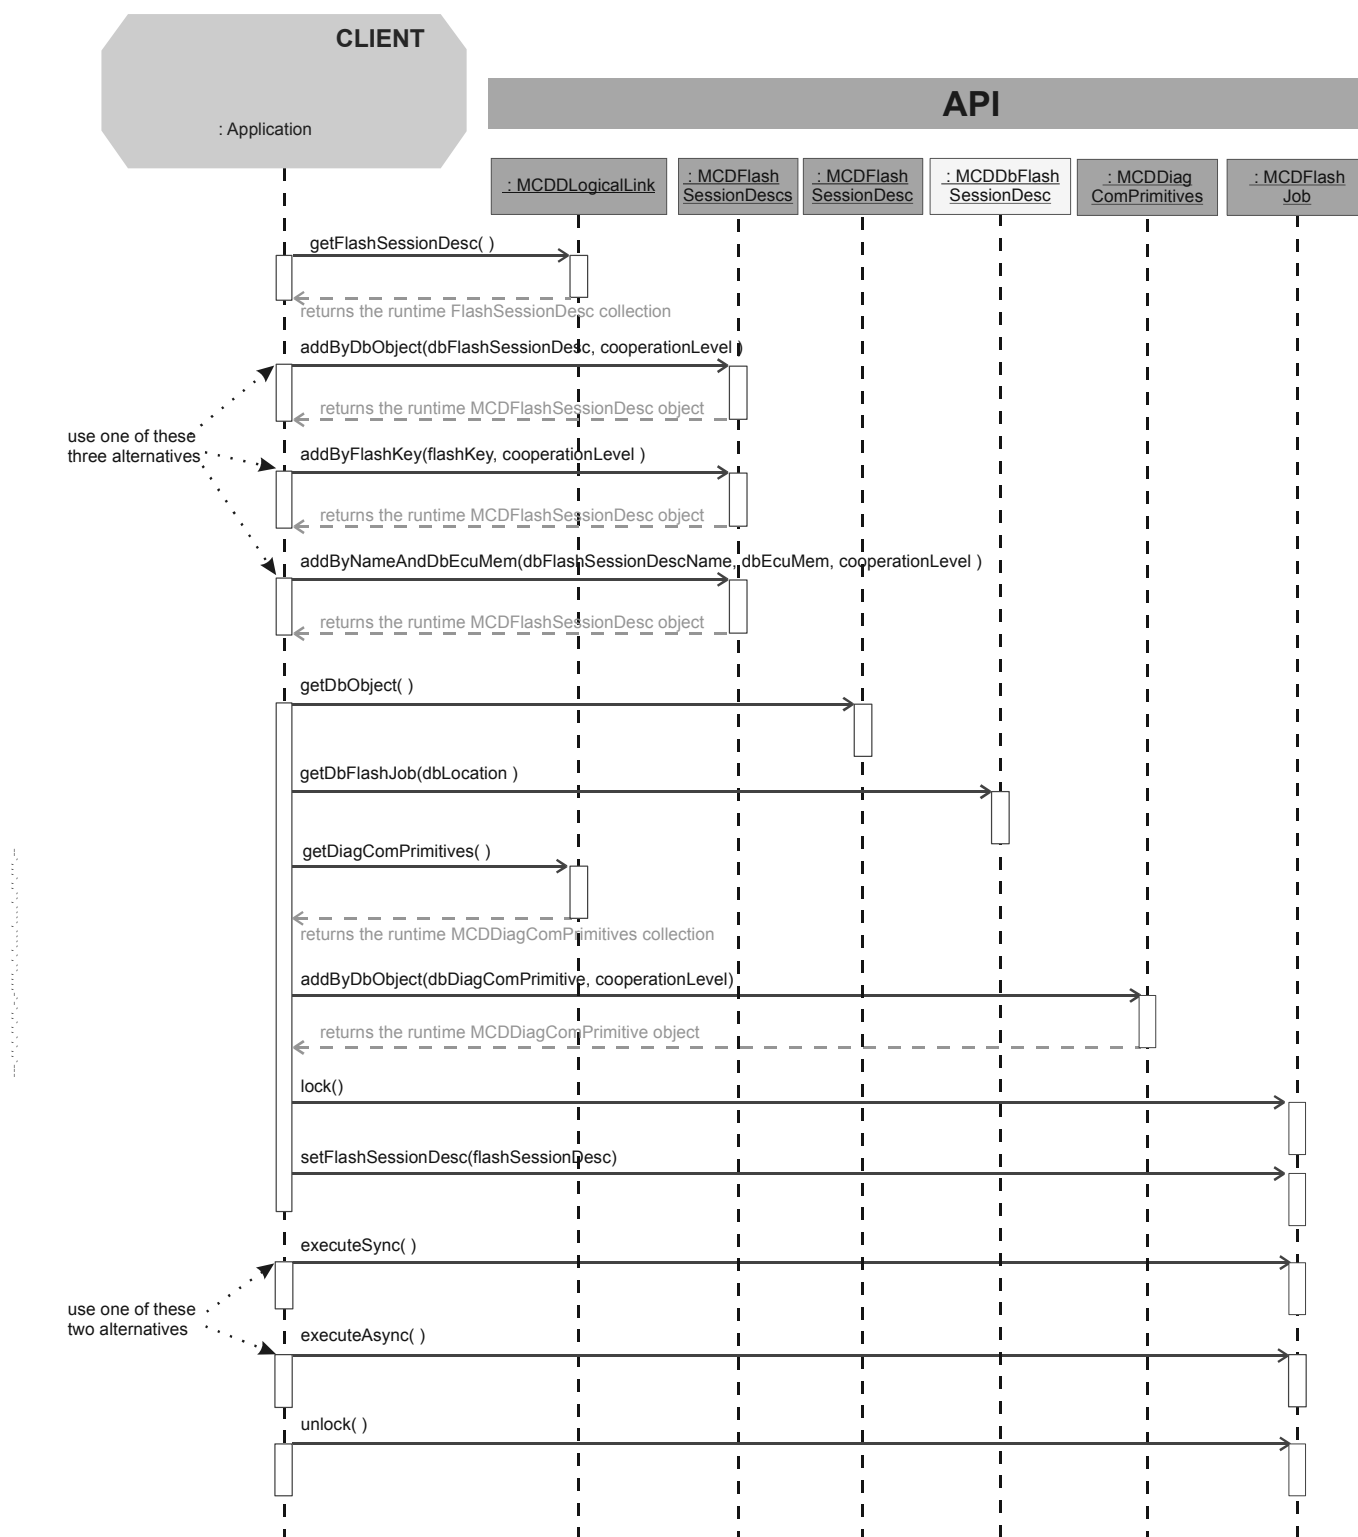 CLIENT
: Application
API
: MCDDLogicalLink
: MCDFlash
SessionDescs
: MCDFlash
SessionDesc
: MCDDbFlash
SessionDesc
: MCDDiag
ComPrimitives
: MCDFlash
Job
getFlashSessionDesc( )
returns the runtime FlashSessionDesc collection
addByDbObject(dbFlashSessionDesc, cooperationLevel )
returns the runtime MCDFlashSessionDesc object
use one of these
three alternatives
addByFlashKey(flashKey, cooperationLevel )
returns the runtime MCDFlashSessionDesc object
addByNameAndDbEcuMem(dbFlashSessionDescName, dbEcuMem, cooperationLevel )
returns the runtime MCDFlashSessionDesc object
getDbObject( )
getDbFlashJob(dbLocation )
getDiagComPrimitives( )
returns the runtime MCDDiagComPrimitives collection
addByDbObject(dbDiagComPrimitive, cooperationLevel)
returns the runtime MCDDiagComPrimitive object
lock()
setFlashSessionDesc(flashSessionDesc)
executeSync( )
use one of these
two alternatives
executeAsync( )
unlock( )